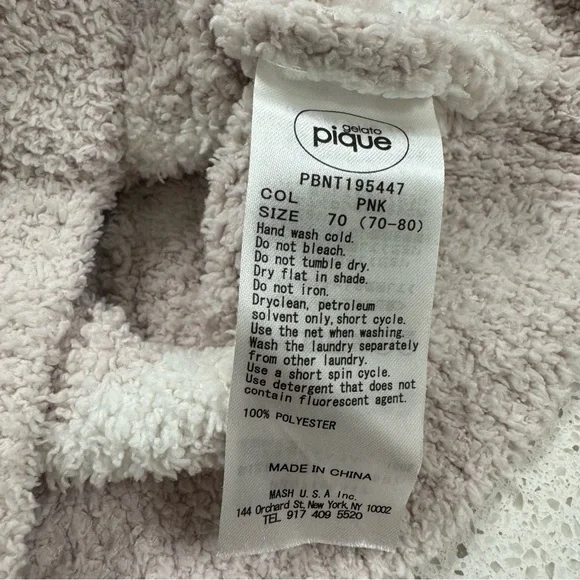 gelato
pique
PBNT195447
COL PNK
SIZE 70 (70-80)
Hand wash cold.
Do not bleach.
Do not tumble dry.
Dry flat in shade.
Do not iron.
Dryclean, petroleum
solvent only, short cycle.
Use the net when washing.
Wash the laundry separately
from other laundry.
Use a short spin cycle.
Use detergent that does not
contain fluorescent agent.
100% POLYESTER
MADE IN CHINA
MASH U.S.A Inc.
144 Orchard St, New York, NY 10002
TEL 917 409 5520